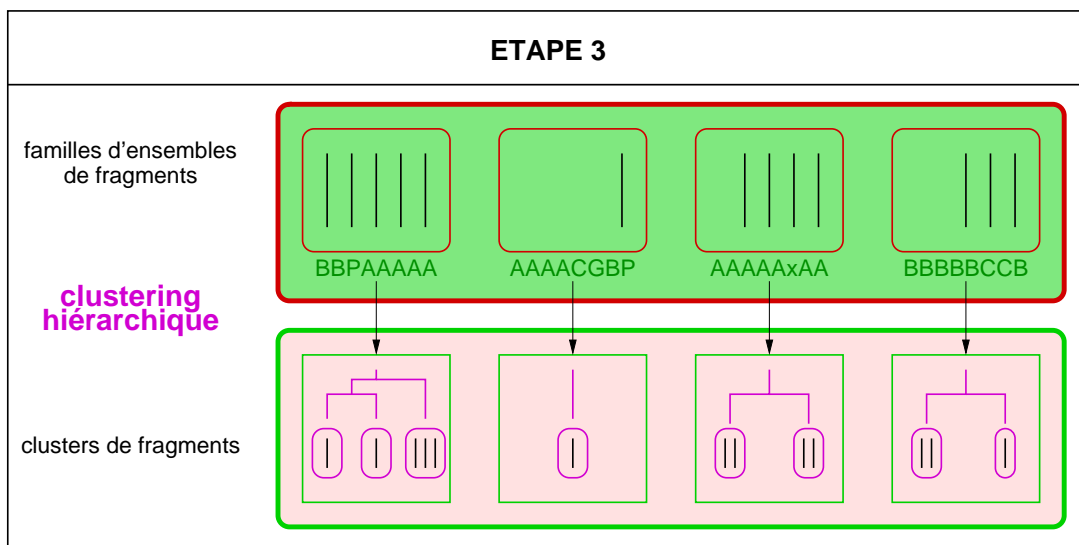 ETAPE 3
familles d'ensembles
de fragments
BBPAAAAA
AAAACGBP
AAAAAxAA
BBBBBCCB
clustering
hiérarchique
clusters de fragments